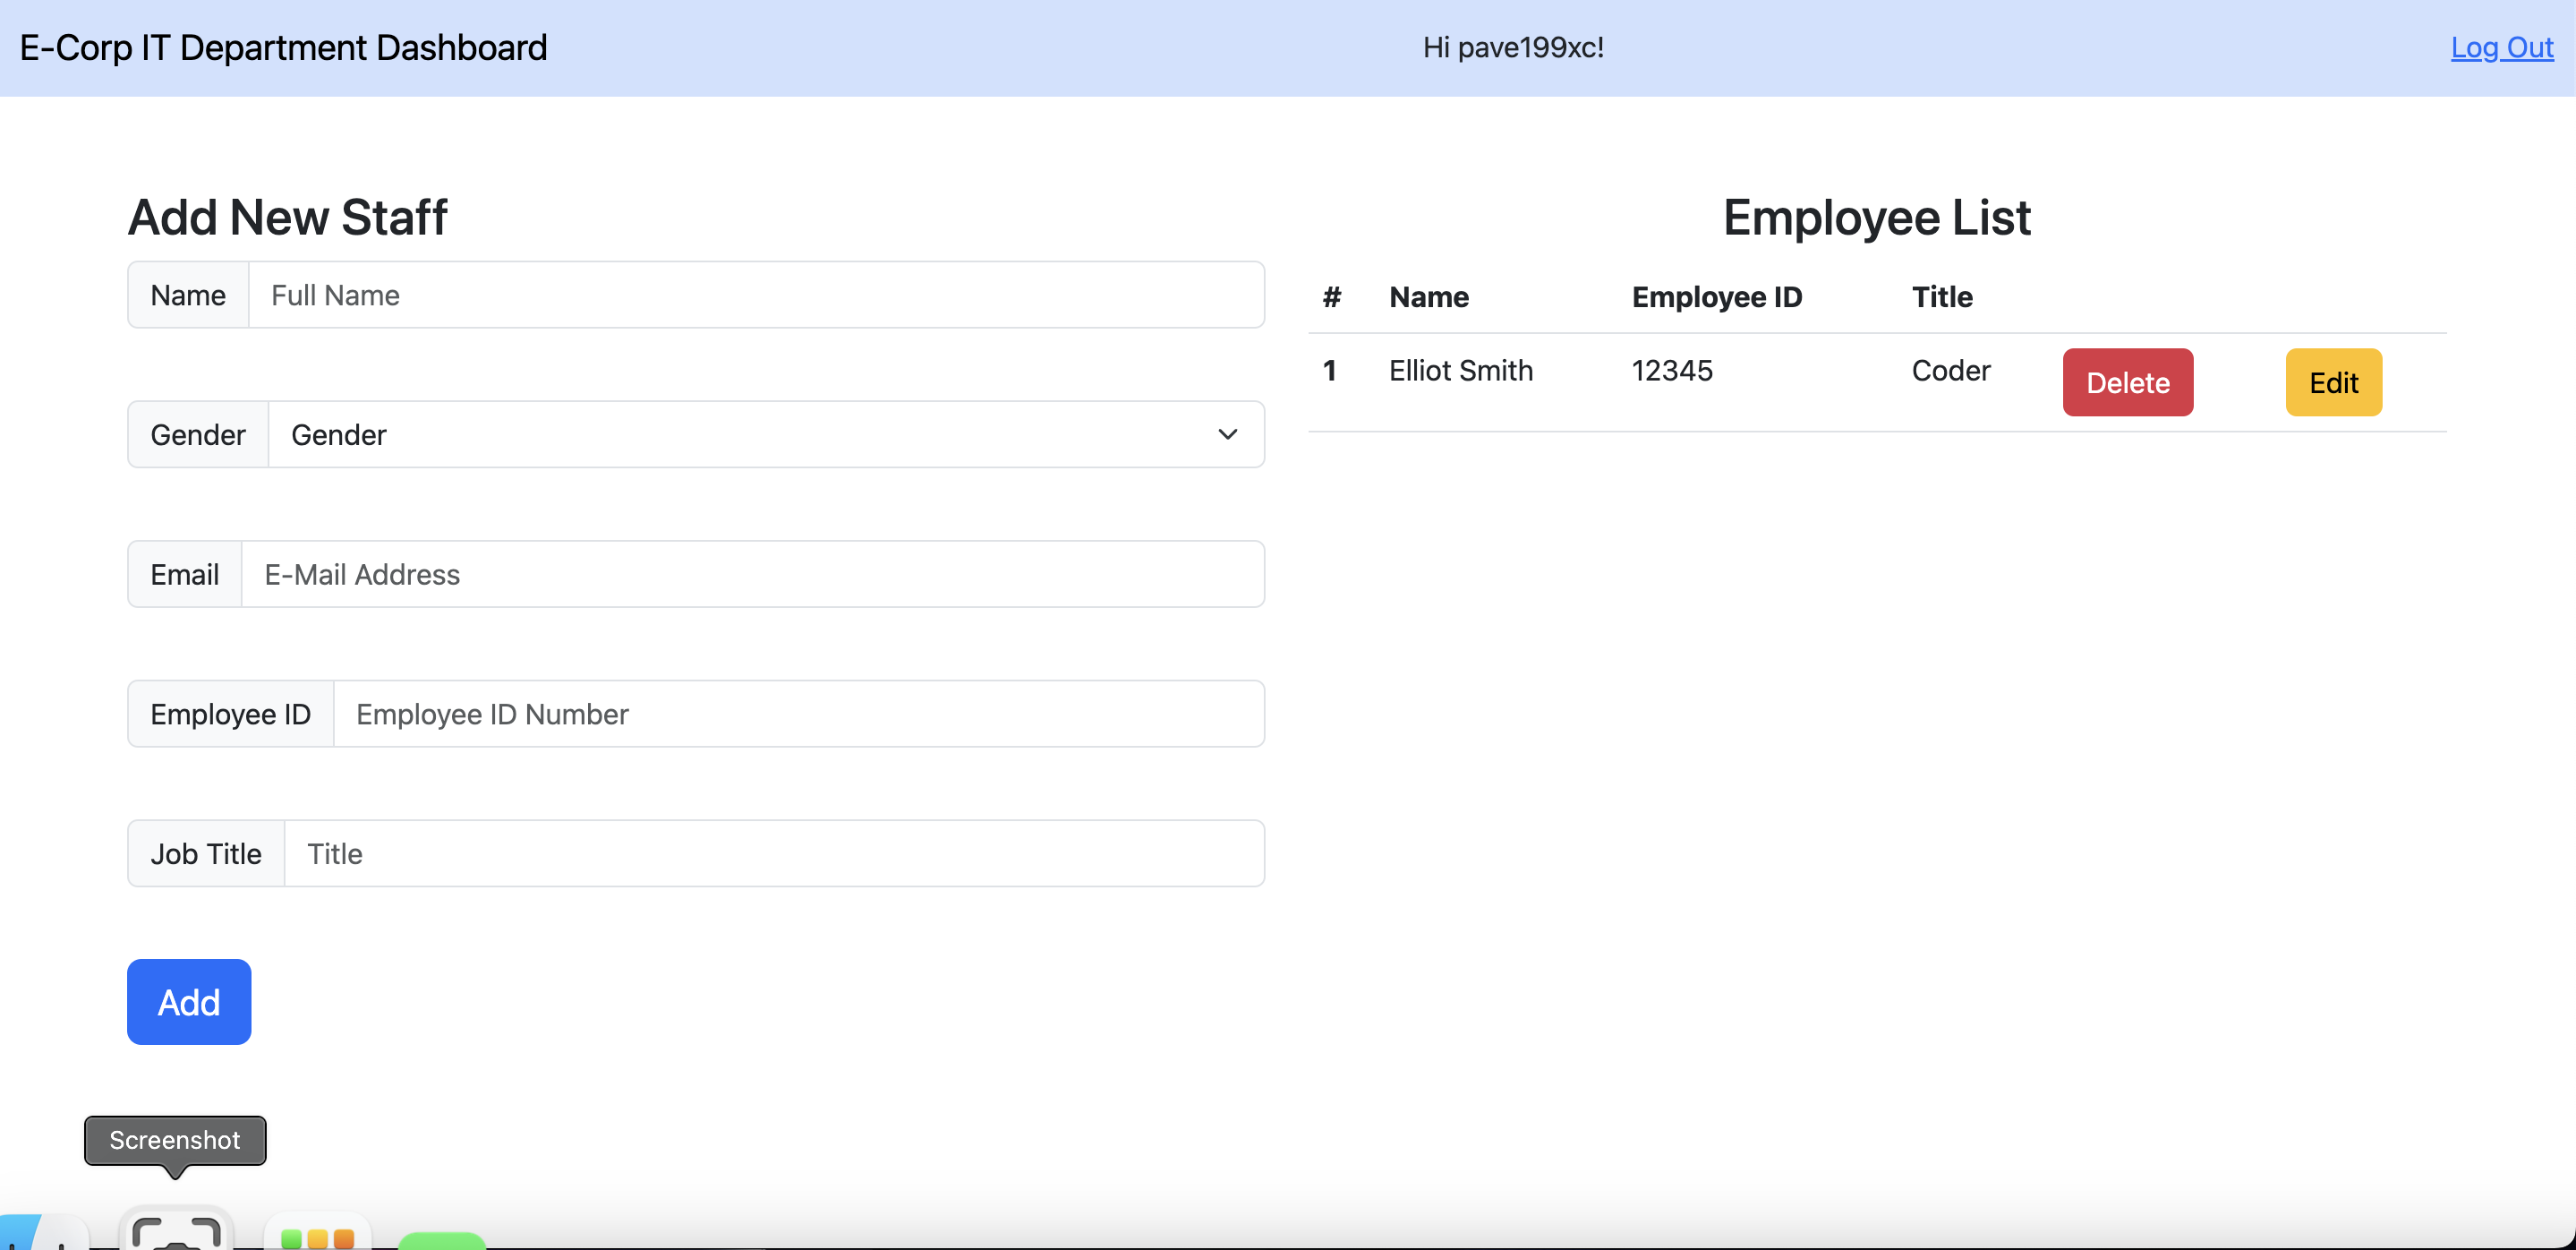 E-Corp IT Department Dashboard
Hi pave199xc!
Log Out
Add New Staff
Name Full Name
Gender Gender
Email E-Mail Address
Employee ID Employee ID Number
Job Title Title
Add
Employee List
# Name Employee ID Title
1 Elliot Smith 12345 Coder Delete Edit
Screenshot